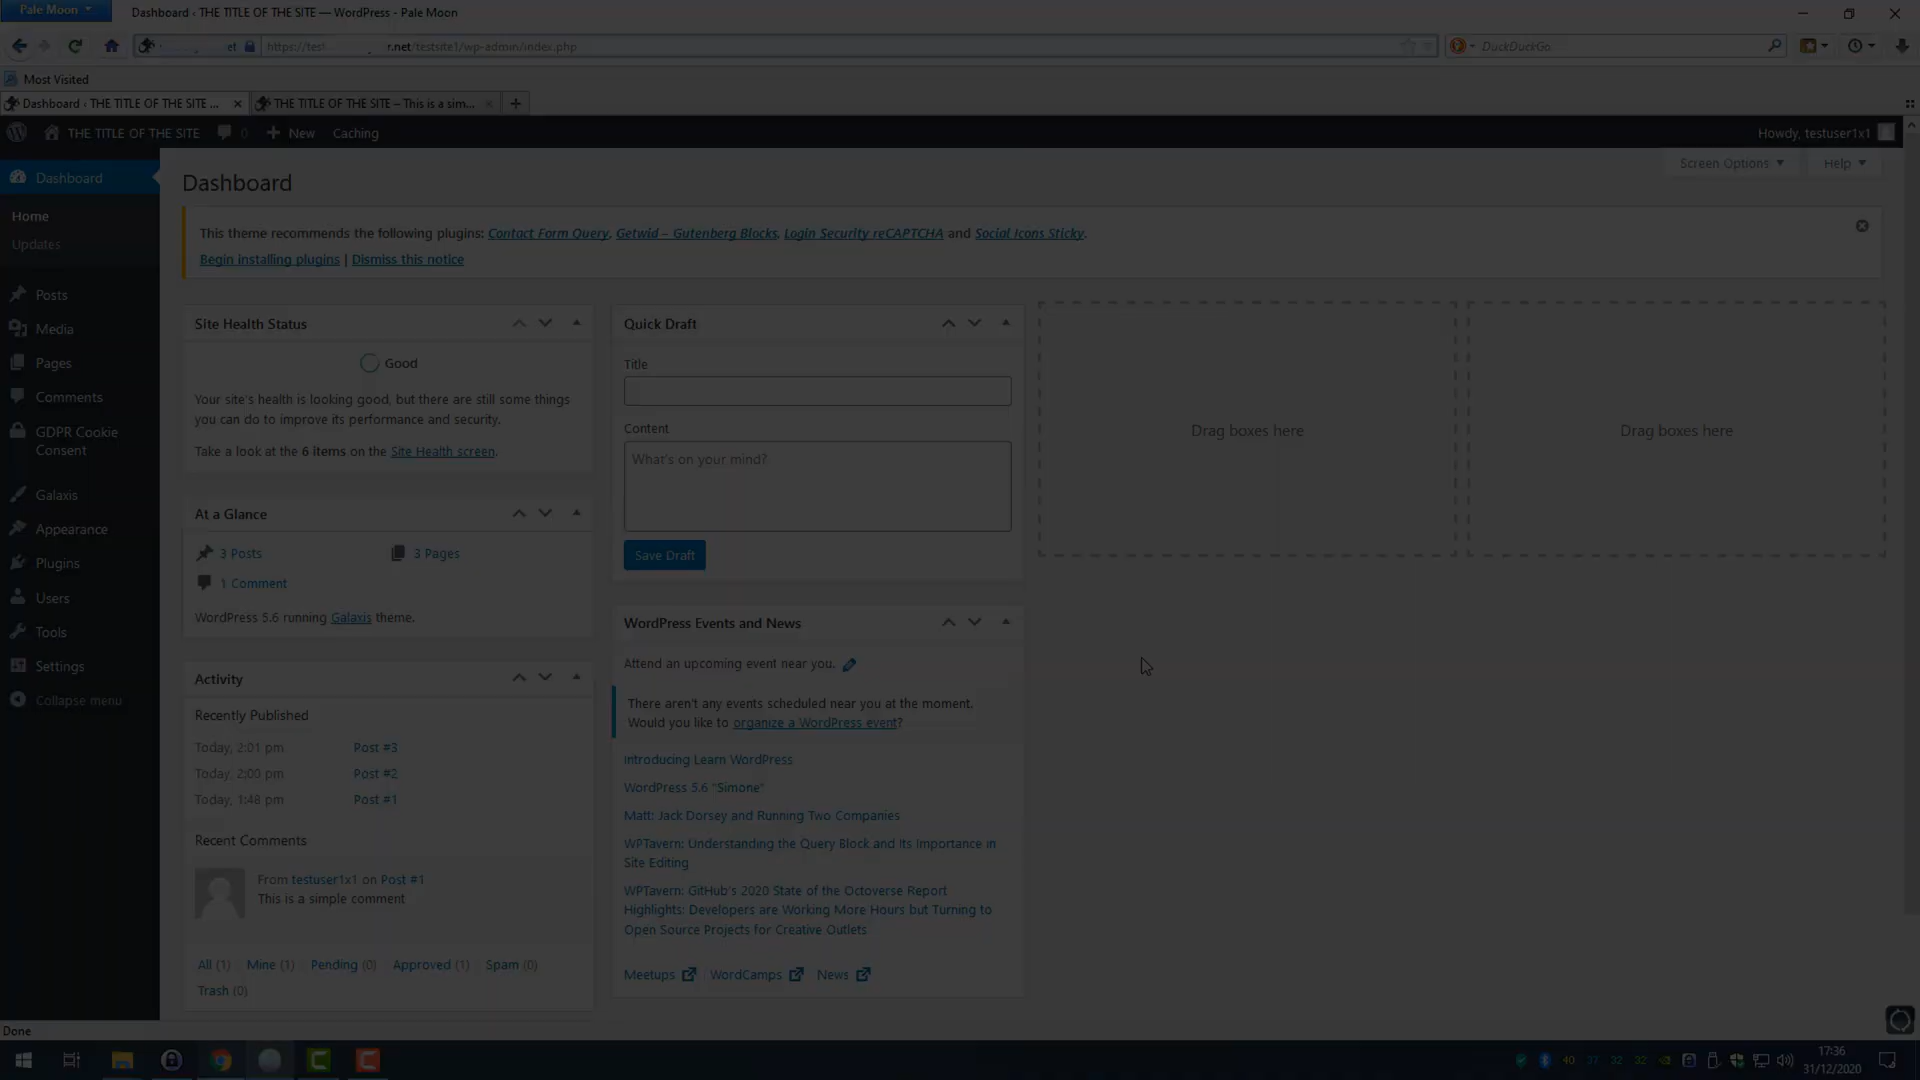 Pale Moon
Dashboard ‹ THE TITLE OF THE SITE — WordPress - Pale Moon
et
https://test
r.net/testsite1/wp-admin/index.php
DuckDuckGo
Most Visited
Dashboard ‹ THE TITLE OF THE SITE ...
THE TITLE OF THE SITE – This is a sim...
THE TITLE OF THE SITE
0
New
Caching
Howdy, testuser1x1
Dashboard
Home
Updates
Posts
Media
Pages
Comments
GDPR Cookie
Consent
Galaxis
Appearance
Plugins
Users
Tools
Settings
Collapse menu
Screen Options
Help
Dashboard
This theme recommends the following plugins: Contact Form Query, Getwid – Gutenberg Blocks, Login Security reCAPTCHA and Social Icons Sticky.
Begin installing plugins | Dismiss this notice
Site Health Status
Good
Your site's health is looking good, but there are still some things
you can do to improve its performance and security.
Take a look at the 6 items on the Site Health screen.
At a Glance
3 Posts
3 Pages
1 Comment
WordPress 5.6 running Galaxis theme.
Activity
Recently Published
Today, 2:01 pm Post #3
Today, 2:00 pm Post #2
Today, 1:48 pm Post #1
Recent Comments
From testuser1x1 on Post #1
This is a simple comment
All (1) Mine (1) Pending (0) Approved (1) Spam (0)
Trash (0)
Quick Draft
Title
Content
What's on your mind?
Save Draft
WordPress Events and News
Attend an upcoming event near you.
There aren't any events scheduled near you at the moment.
Would you like to organize a WordPress event?
Introducing Learn WordPress
WordPress 5.6 "Simone"
Matt: Jack Dorsey and Running Two Companies
WPTavern: Understanding the Query Block and Its Importance in
Site Editing
WPTavern: GitHub's 2020 State of the Octoverse Report
Highlights: Developers are Working More Hours but Turning to
Open Source Projects for Creative Outlets
Meetups
WordCamps
News
Drag boxes here
Drag boxes here
Done
40 37 32 32
17:36
31/12/2020